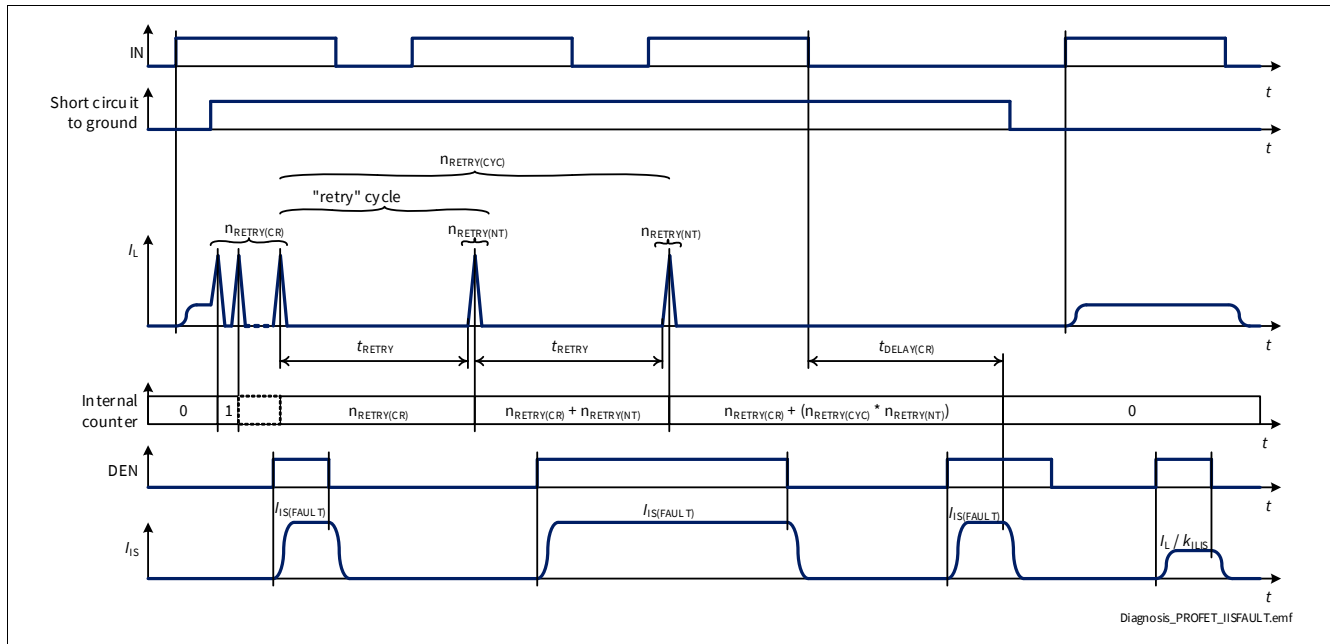 IN
t
Short circuit
to ground
t
nRETRY(CYC)
"retry" cycle
nRETRY(CR)
nRETRY(NT)
nRETRY(NT)
IL
t
tRETRY
tRETRY
tDELAY(CR)
Internal
counter
0
1
nRETRY(CR)
nRETRY(CR) + nRETRY(NT)
nRETRY(CR) + (nRETRY(CYC) * nRETRY(NT))
0
t
DEN
t
IIS(FAULT)
IIS(FAULT)
IIS(FAULT)
IL / kILIS
IIS
t
Diagnosis_PROFET_IISFAULT.emf